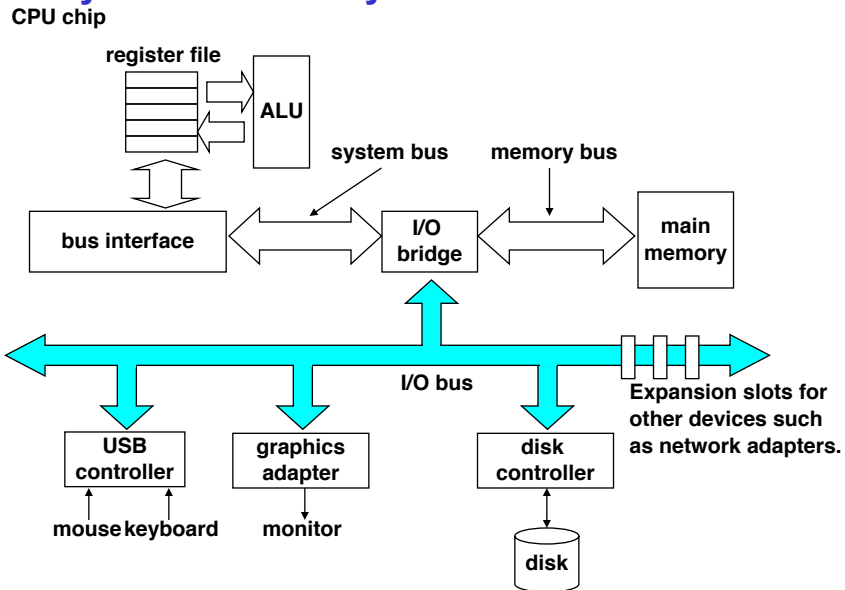 CPU chip
register file
ALU
system bus
memory bus
bus interface
I/O
bridge
main
memory
I/O bus
Expansion slots for
other devices such
as network adapters.
USB
controller
graphics
adapter
disk
controller
mouse keyboard
monitor
disk